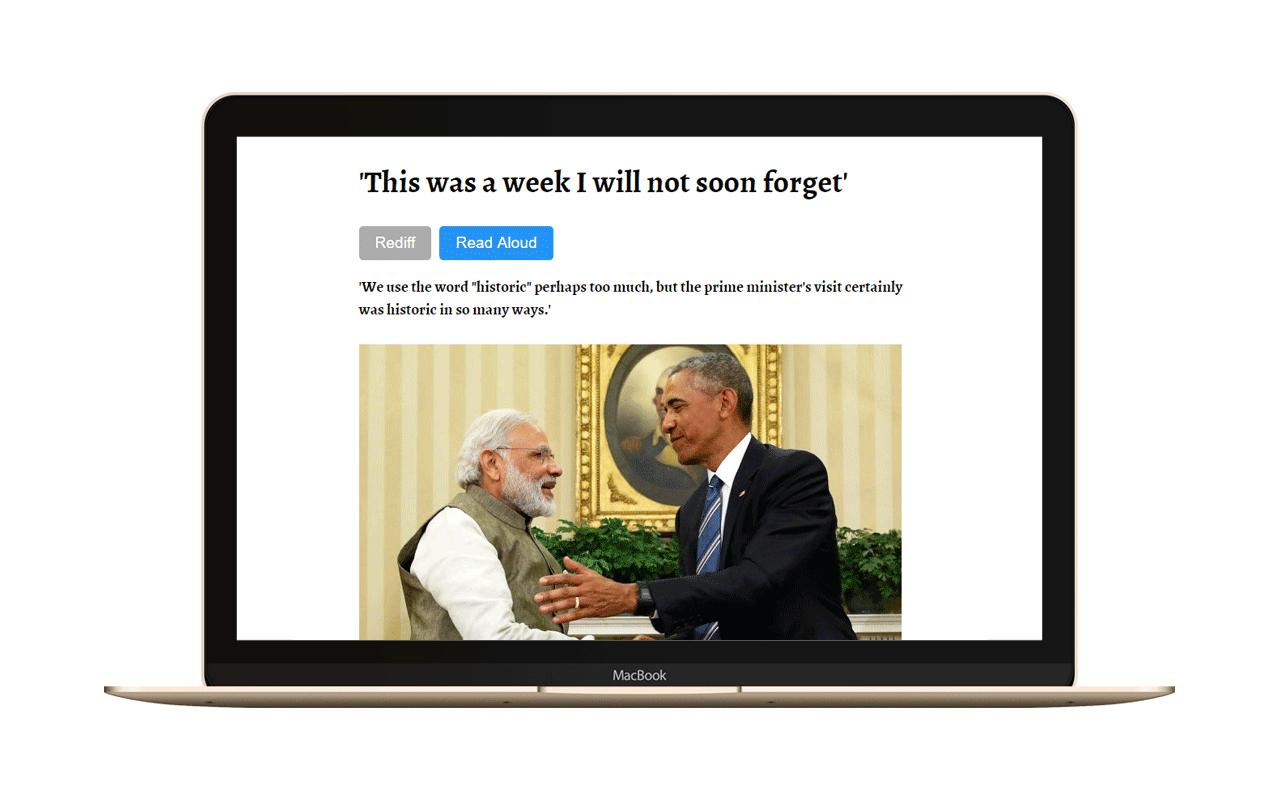 'This was a week I will not soon forget'
Rediff
Read Aloud
'We use the word "historic" perhaps too much, but the prime minister's visit certainly
was historic in so many ways.'
MacBook